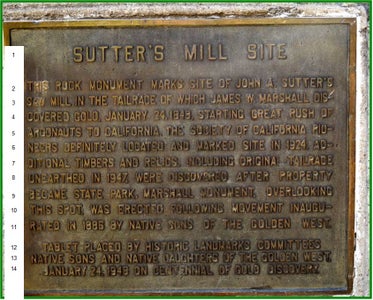 SUTTER'S MILL SITE
THIS ROCK MONUMENT MARKS SITE OF JOHN A. SUTTER'S
SAW MILL IN THE TAILRACE OF WHICH JAMES W. MARSHALL DIS-
COVERED GOLD, JANUARY 24, 1848, STARTING GREAT RUSH OF
ARGONAUTS TO CALIFORNIA. THE SOCIETY OF CALIFORNIA PIO-
NEERS DEFINITELY LOCATED AND MARKED SITE IN 1924. AD-
DITIONAL TIMBERS AND RELICS, INCLUDING ORIGINAL TAILRACE
UNEARTHED IN 1947, WERE DISCOVERED AFTER PROPERTY
BECAME STATE PARK. MARSHALL MONUMENT, OVERLOOKING
THIS SPOT, WAS ERECTED FOLLOWING MOVEMENT INAUGU-
RATED IN 1886 BY NATIVE SONS OF THE GOLDEN WEST.
TABLET PLACED BY HISTORIC LANDMARKS COMMITTEES
NATIVE SONS AND NATIVE DAUGHTERS OF THE GOLDEN WEST
JANUARY 24, 1948 ON CENTENNIAL OF GOLD DISCOVERY
1
2
3
4
5
6
7
8
9
10
11
12
13
14